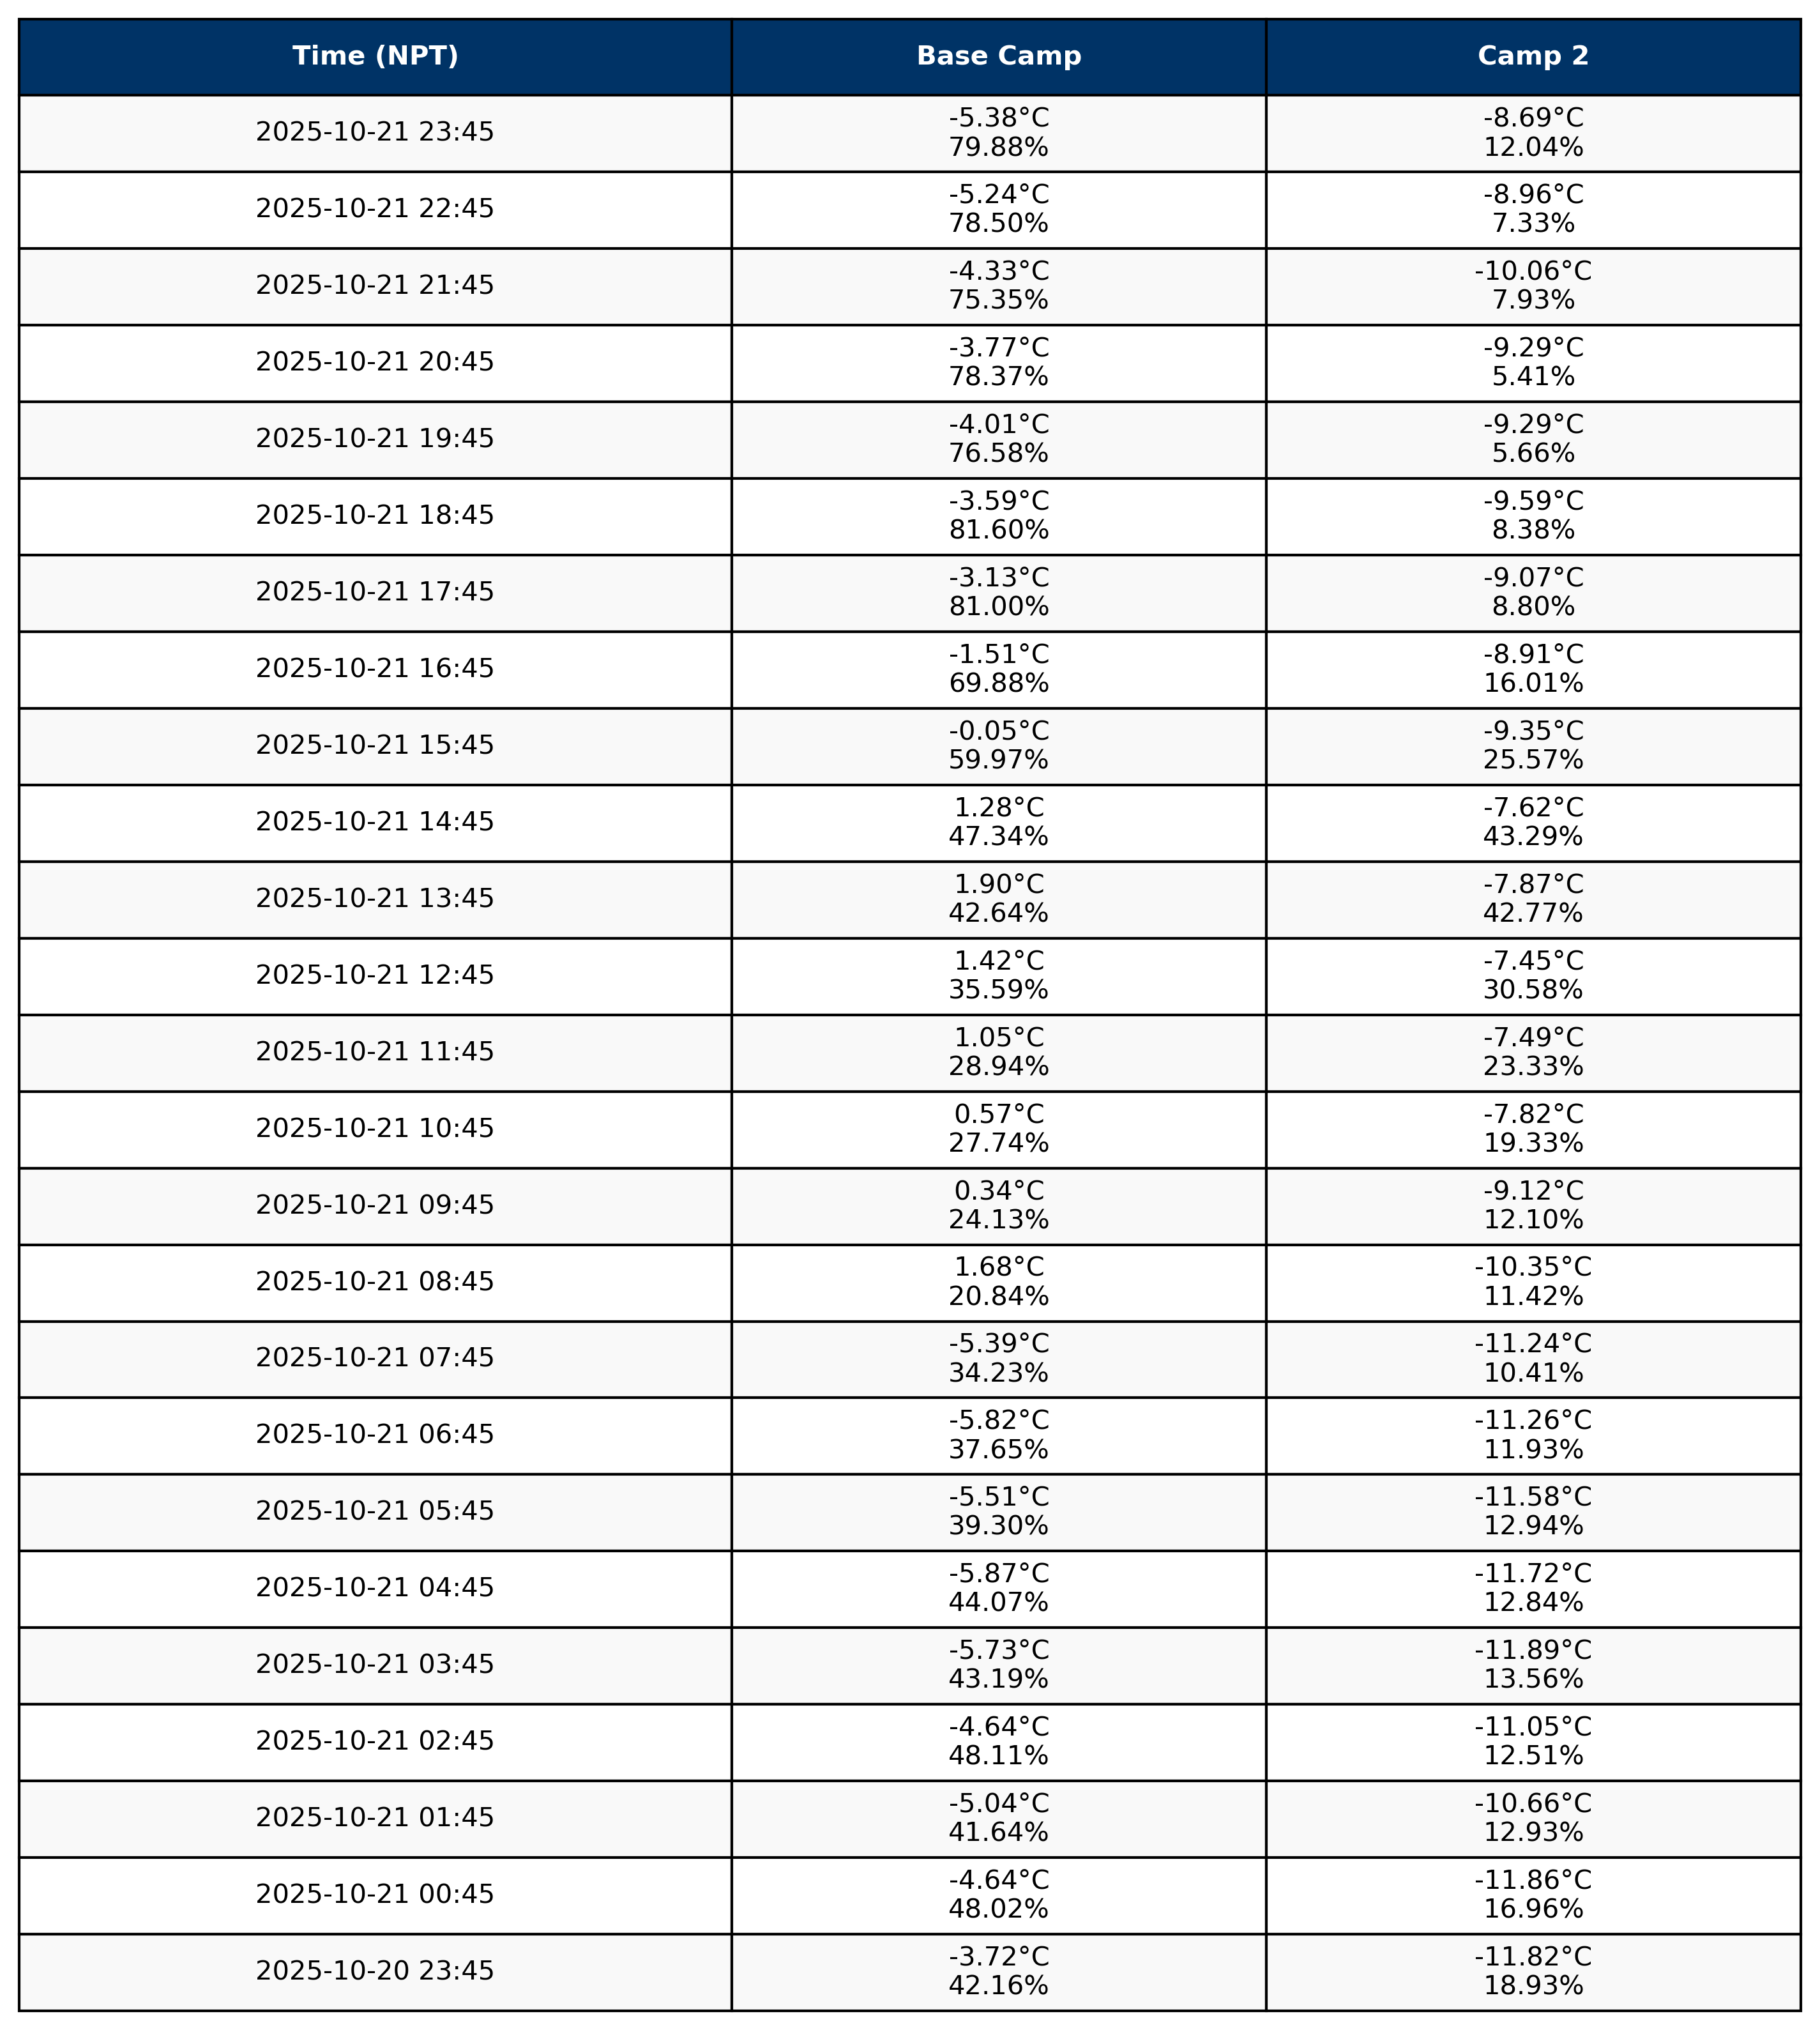 Time (NPT) Base Camp Camp 2
2025-10-21 23:45 -5.38°C -8.69°C
79.88% 12.04%
2025-10-21 22:45 -5.24°C -8.96°C
78.50% 7.33%
2025-10-21 21:45 -4.33°C -10.06°C
75.35% 7.93%
2025-10-21 20:45 -3.77°C -9.29°C
78.37% 5.41%
2025-10-21 19:45 -4.01°C -9.29°C
76.58% 5.66%
2025-10-21 18:45 -3.59°C -9.59°C
81.60% 8.38%
2025-10-21 17:45 -3.13°C -9.07°C
81.00% 8.80%
2025-10-21 16:45 -1.51°C -8.91°C
69.88% 16.01%
2025-10-21 15:45 -0.05°C -9.35°C
59.97% 25.57%
2025-10-21 14:45 1.28°C -7.62°C
47.34% 43.29%
2025-10-21 13:45 1.90°C -7.87°C
42.64% 42.77%
2025-10-21 12:45 1.42°C -7.45°C
35.59% 30.58%
2025-10-21 11:45 1.05°C -7.49°C
28.94% 23.33%
2025-10-21 10:45 0.57°C -7.82°C
27.74% 19.33%
2025-10-21 09:45 0.34°C -9.12°C
24.13% 12.10%
2025-10-21 08:45 1.68°C -10.35°C
20.84% 11.42%
2025-10-21 07:45 -5.39°C -11.24°C
34.23% 10.41%
2025-10-21 06:45 -5.82°C -11.26°C
37.65% 11.93%
2025-10-21 05:45 -5.51°C -11.58°C
39.30% 12.94%
2025-10-21 04:45 -5.87°C -11.72°C
44.07% 12.84%
2025-10-21 03:45 -5.73°C -11.89°C
43.19% 13.56%
2025-10-21 02:45 -4.64°C -11.05°C
48.11% 12.51%
2025-10-21 01:45 -5.04°C -10.66°C
41.64% 12.93%
2025-10-21 00:45 -4.64°C -11.86°C
48.02% 16.96%
2025-10-20 23:45 -3.72°C -11.82°C
42.16% 18.93%